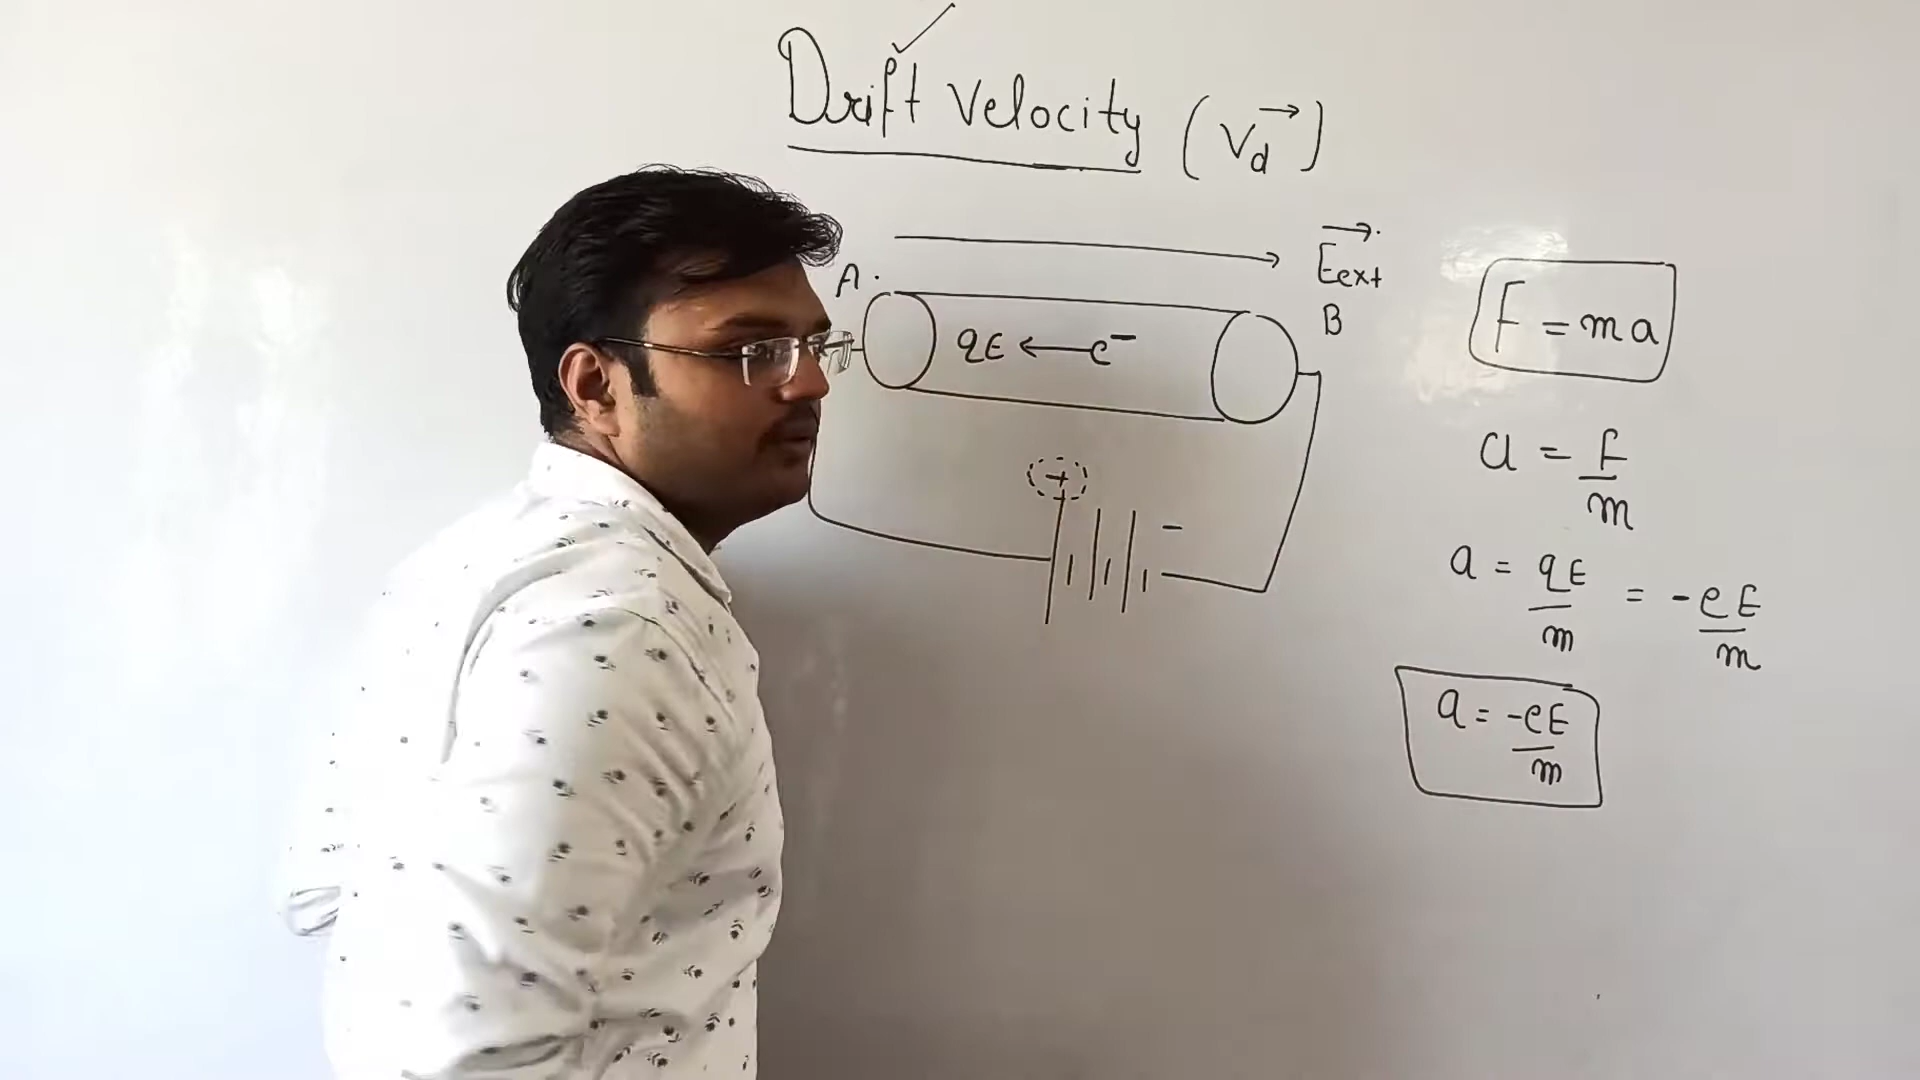 Drift Velocity (V⃗d)
E⃗ext
A.
B
qE ← e⁻
+
-
F = ma
a = F/m
a = qE/m = -eE/m
a = -eE/m